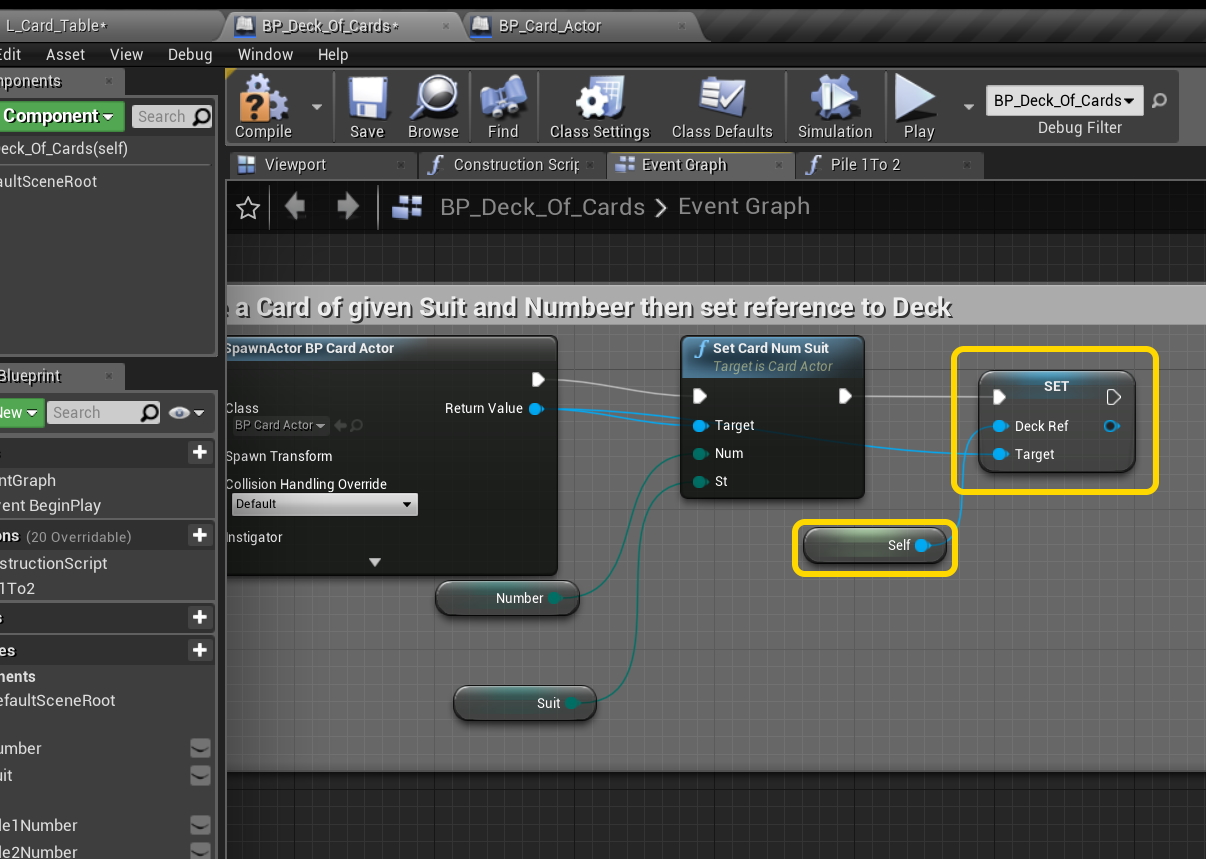 L_Card_Table*
BP_Deck_Of_Cards*
BP_Card_Actor
Edit Asset View Debug Window Help
mponents
Component
Search
Compile
Save
Browse
Find
Class Settings
Class Defaults
Simulation
Play
BP_Deck_Of_Cards
Debug Filter
eck_Of_Cards(self)
aultSceneRoot
Viewport
Construction Scrip
Event Graph
Pile 1To 2
BP_Deck_Of_Cards > Event Graph
e a Card of given Suit and Numbeer then set reference to Deck
SpawnActor BP Card Actor
Class
BP Card Actor
Return Value
Spawn Transform
Collision Handling Override
Default
Instigator
Set Card Num Suit
Target is Card Actor
Target
Num
St
SET
Deck Ref
Target
Self
Number
Suit
Blueprint
New
Search
s
ntGraph
vent BeginPlay
ons (20 Overridable)
structionScript
1To2
s
es
nents
efaultSceneRoot
umber
uit
le1Number
le2Number